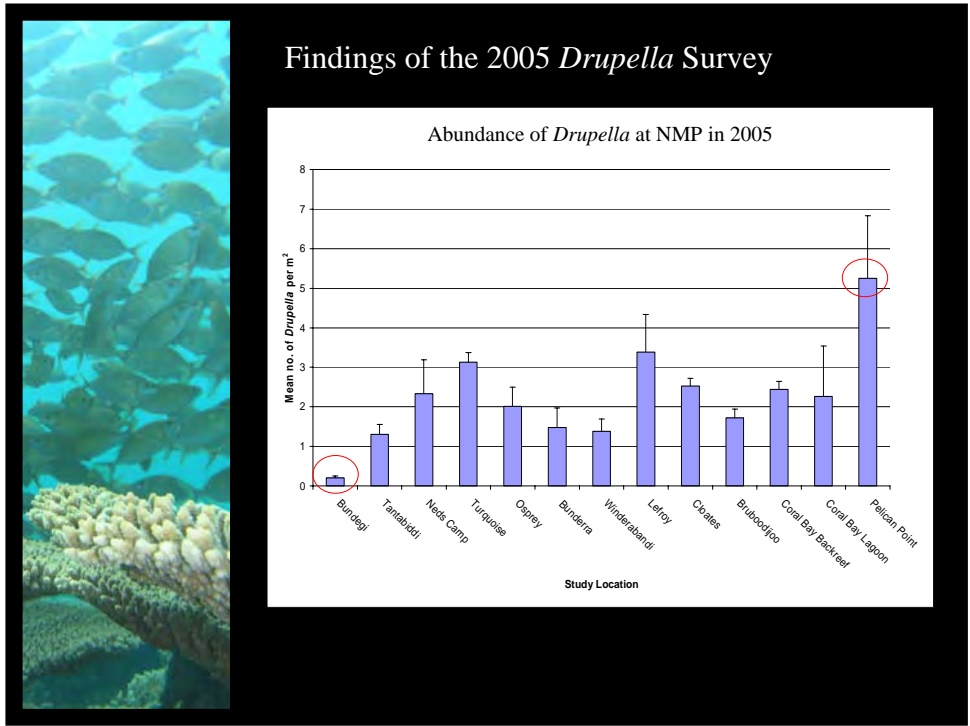 Findings of the 2005 Drupella Survey
Abundance of Drupella at NMP in 2005
8
7
6
5
4
3
2
1
0
Mean no. of Drupella per m²
Bundegi
Tantabiddi
Neds Camp
Turquoise
Osprey
Bunderra
Winderabandi
Lefroy
Cloates
Bruboodjoo
Coral Bay Backreef
Coral Bay Lagoon
Pelican Point
Study Location